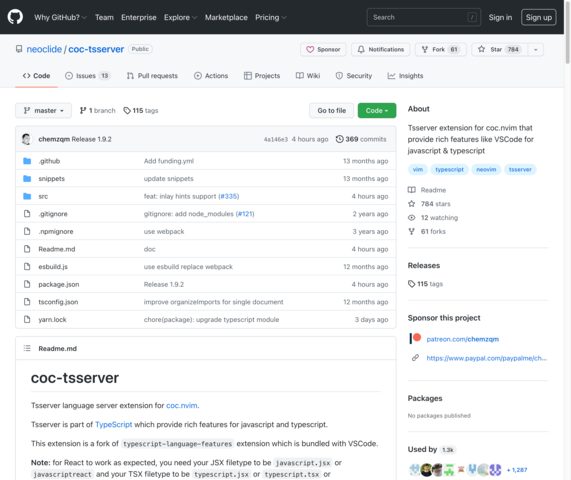 Why GitHub? Team Enterprise Explore Marketplace Pricing Search / Sign in Sign up
neoclide / coc-tsserver Public
Sponsor Notifications Fork 61 Star 784
Code Issues 13 Pull requests Actions Projects Wiki Security Insights
master 1 branch 115 tags Go to file Code
chemzqm Release 1.9.2 4a146e3 4 hours ago 369 commits
.github Add funding.yml 13 months ago
snippets update snippets 13 months ago
src feat: inlay hints support (#335) 4 hours ago
.gitignore gitignore: add node_modules (#121) 2 years ago
.npmignore use webpack 3 years ago
Readme.md doc 4 hours ago
esbuild.js use esbuild replace webpack 12 months ago
package.json Release 1.9.2 4 hours ago
tsconfig.json improve organizeImports for single document 12 months ago
yarn.lock chore(package): upgrade typescript module 3 days ago
Readme.md
coc-tsserver
Tsserver language server extension for coc.nvim.
Tsserver is part of TypeScript which provide rich features for javascript and typescript.
This extension is a fork of typescript-language-features extension which is bundled with VSCode.
Note: for React to work as expected, you need your JSX filetype to be javascript.jsx or
javascriptreact and your TSX filetype to be typescript.jsx or typescript.tsx or
About
Tsserver extension for coc.nvim that
provide rich features like VSCode for
javascript & typescript
vim typescript neovim tsserver
Readme
784 stars
12 watching
61 forks
Releases
115 tags
Sponsor this project
patreon.com/chemzqm
https://www.paypal.com/paypalme/ch...
Packages
No packages published
Used by 1.3k
+ 1,287